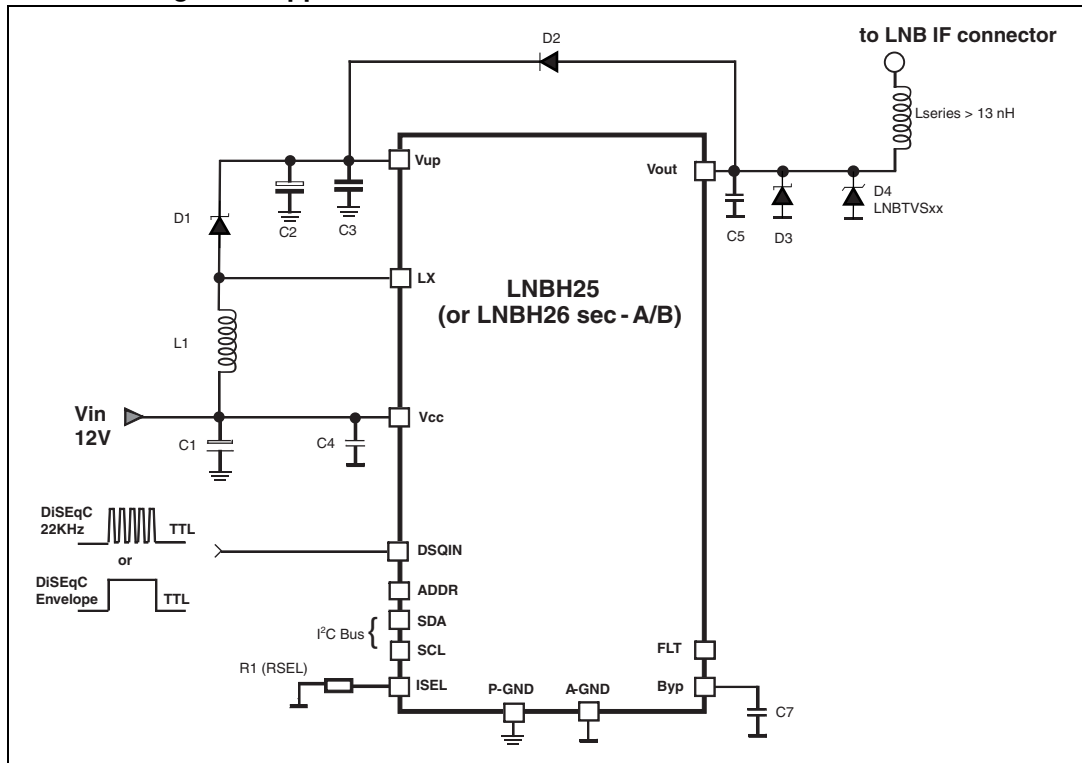 D2
to LNB IF connector
Lseries > 13 nH
Vup
Vout
D1
C2
C3
C5
D3
D4
LNBTVSxx
LX
LNBH25
(or LNBH26 sec - A/B)
L1
Vin
12V
Vcc
C1
C4
DiSEqC
22KHz
TTL
or
DiSEqC
Envelope
TTL
DSQIN
ADDR
I²C Bus {
SDA
SCL
FLT
R1 (RSEL)
ISEL
P-GND
A-GND
Byp
C7